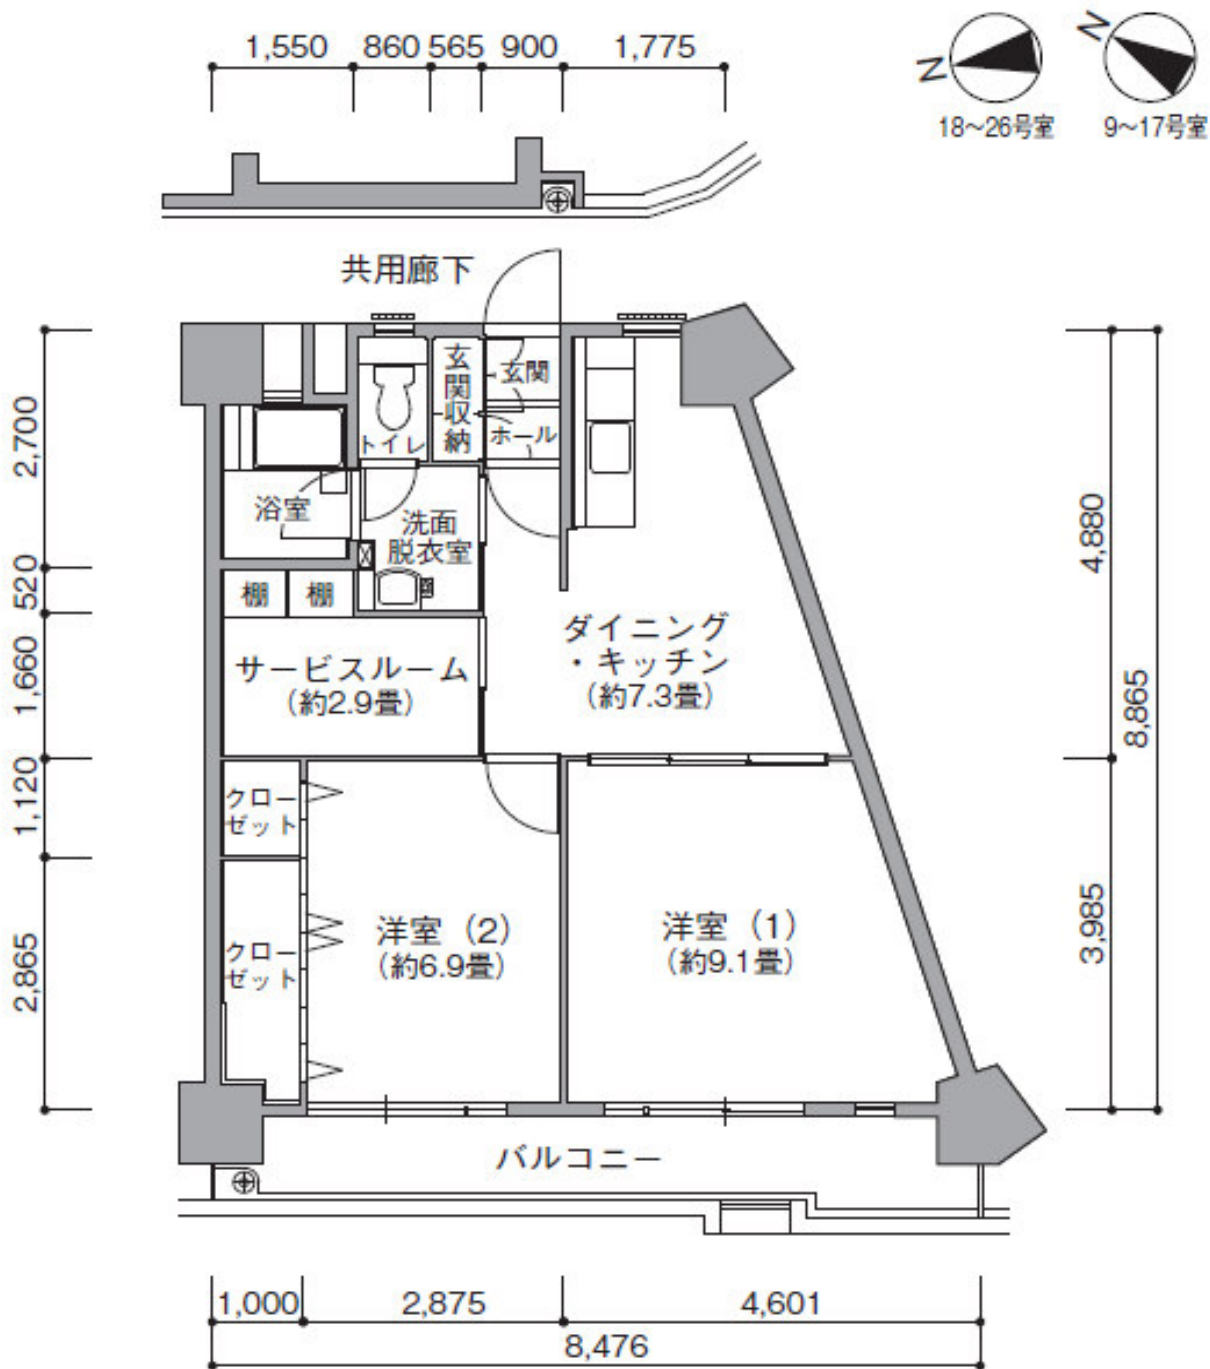 1,550
860
565
900
1,775
N
18~26号室
N
9~17号室
共用廊下
玄関収納
玄関
ホール
トイレ
浴室
洗面
脱衣室
棚
棚
サービスルーム
(約2.9畳)
ダイニング
・キッチン
(約7.3畳)
クロー
ゼット
クロー
ゼット
洋室(2)
(約6.9畳)
洋室(1)
(約9.1畳)
バルコニー
2,700
520
1,660
1,120
2,865
4,880
3,985
8,865
1,000
2,875
4,601
8,476